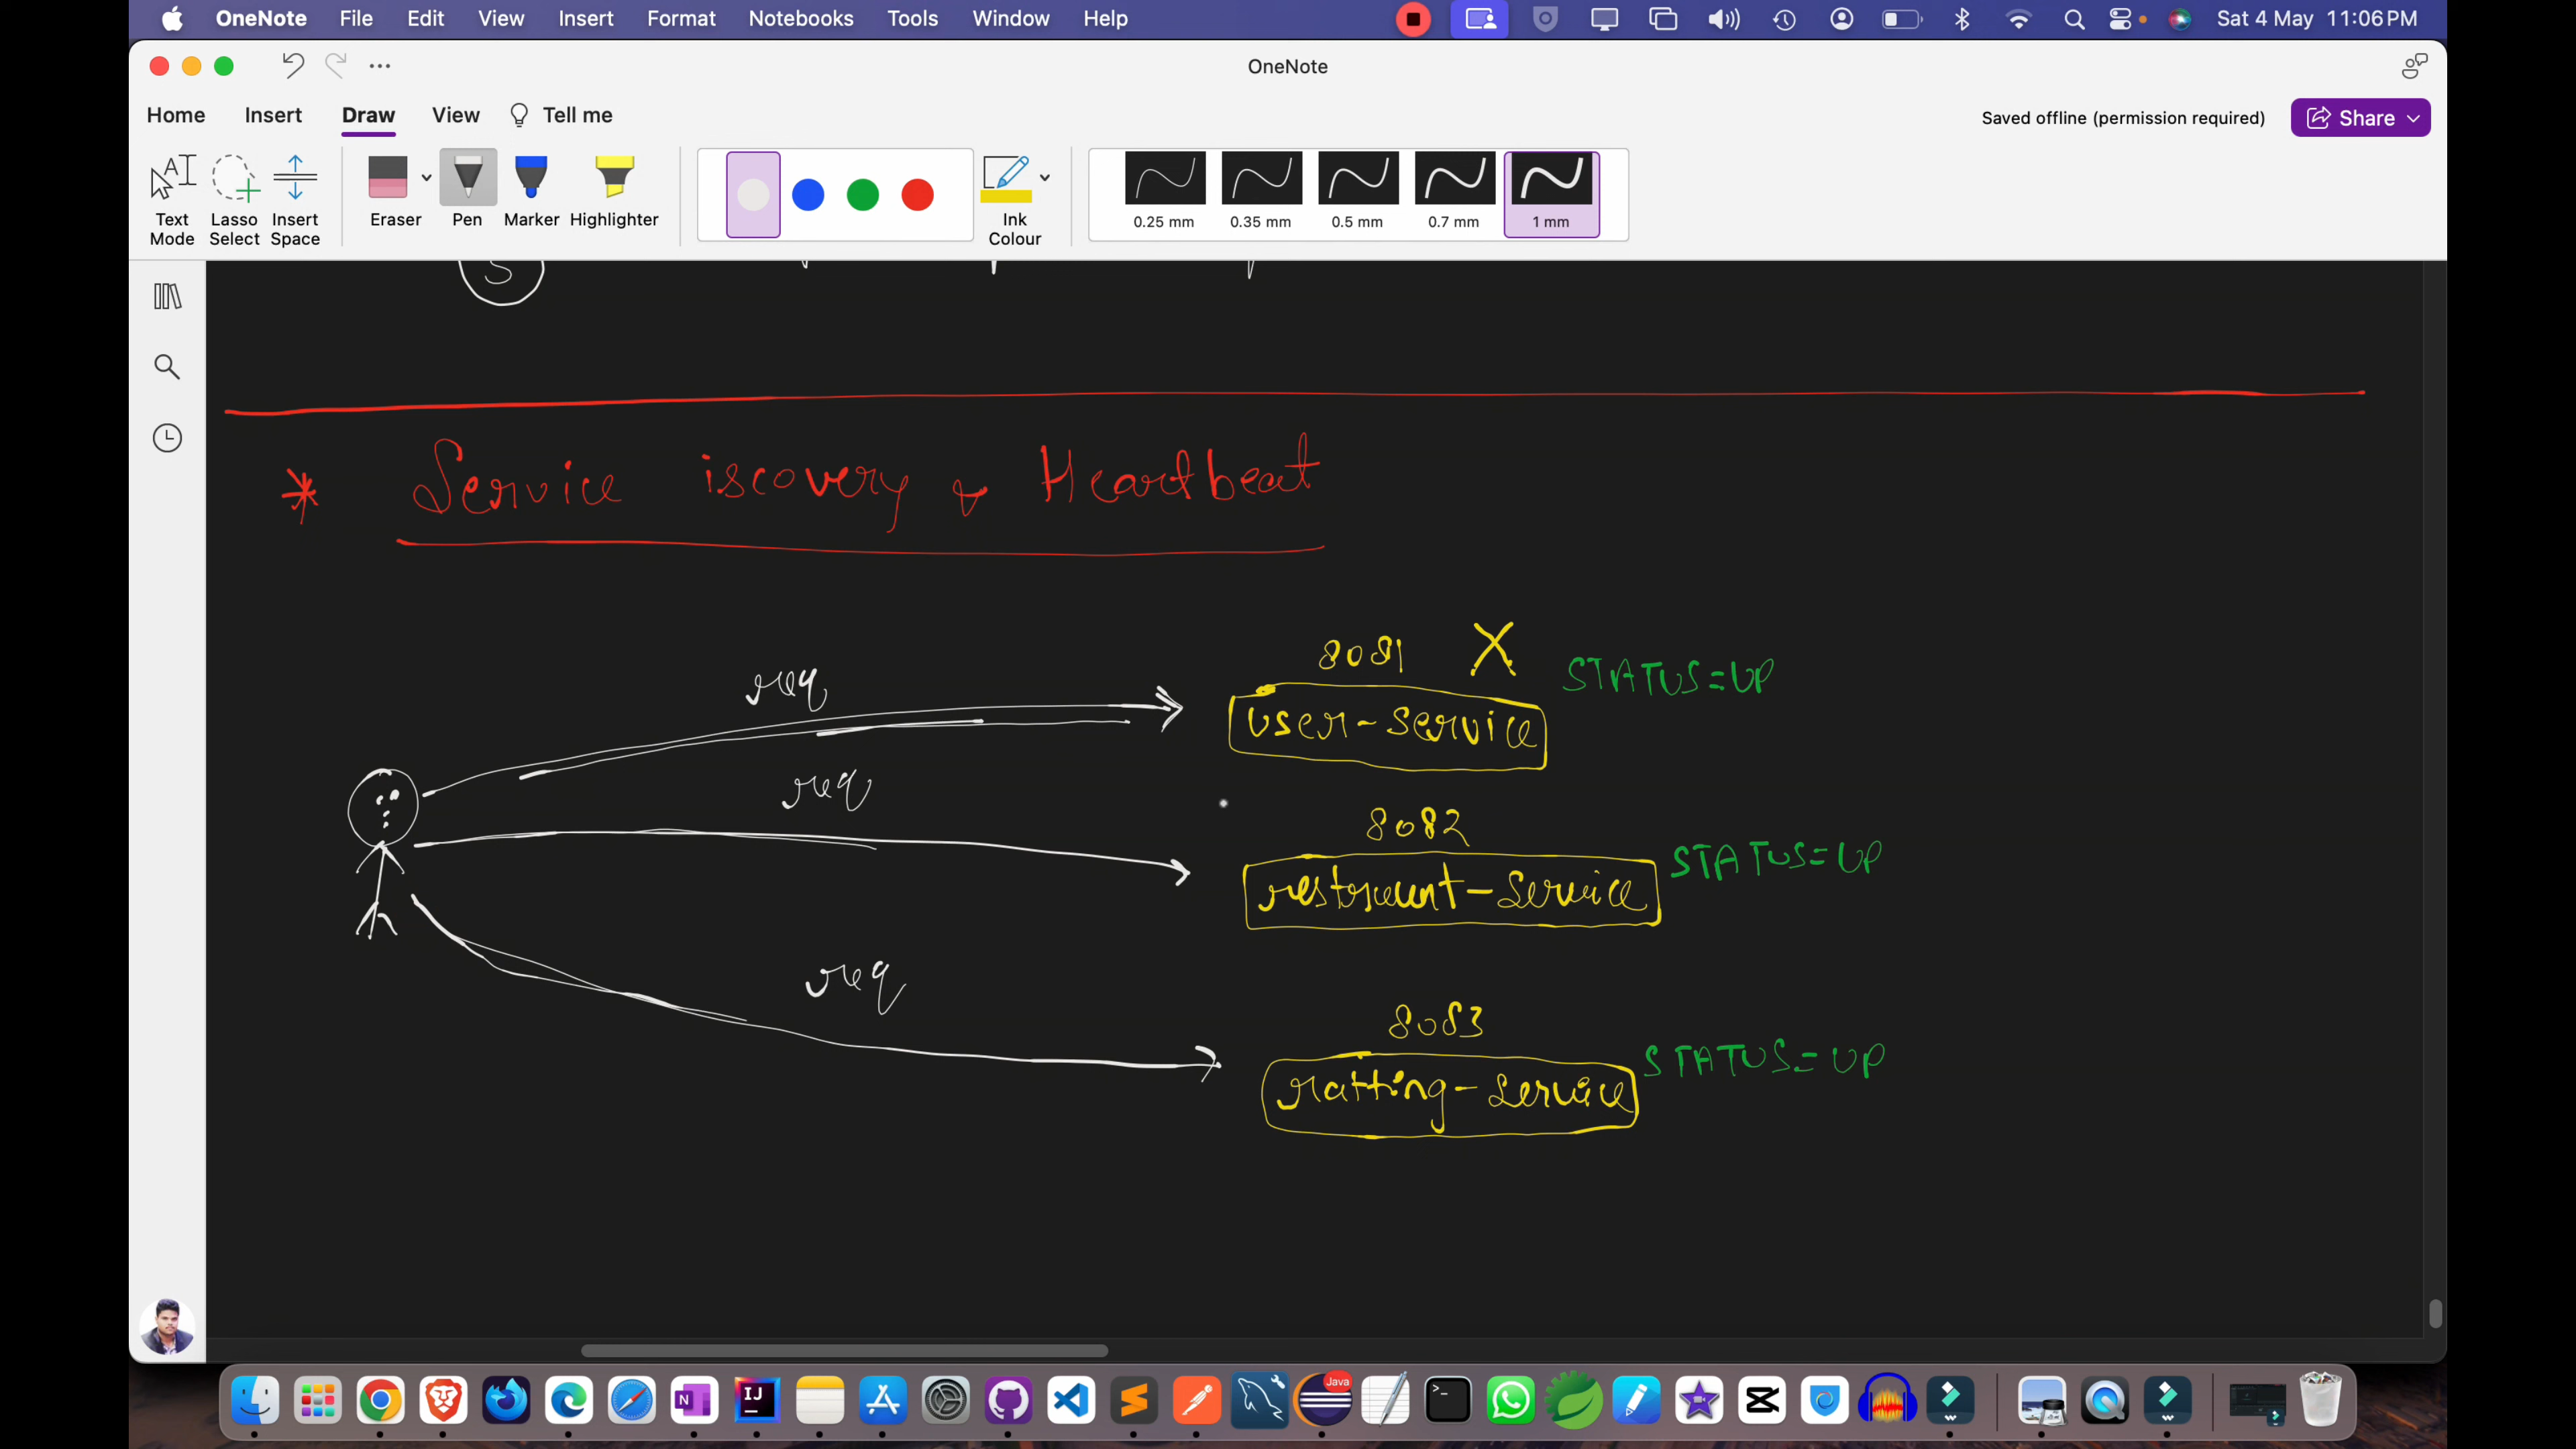 OneNote File Edit View Insert Format Notebooks Tools Window Help Sat 4 May 11:06 PM
OneNote
Home Insert Draw View Tell me Saved offline (permission required) Share
Text Mode Lasso Select Insert Space Eraser Pen Marker Highlighter Ink Colour 0.25 mm 0.35 mm 0.5 mm 0.7 mm 1 mm
S
* Service iscovery & Heartbeat
8081 X STATUS=UP
req
user-service
req
8082 STATUS=UP
restaurant-service
req
8083
STATUS=UP
ratting-service
N IJ Java